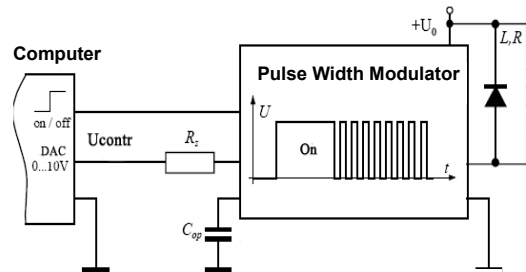 +U0
L,R
Computer
Pulse Width Modulator
on / off
DAC
0...10V
Ucontr
Rz
U
On
t
Cop